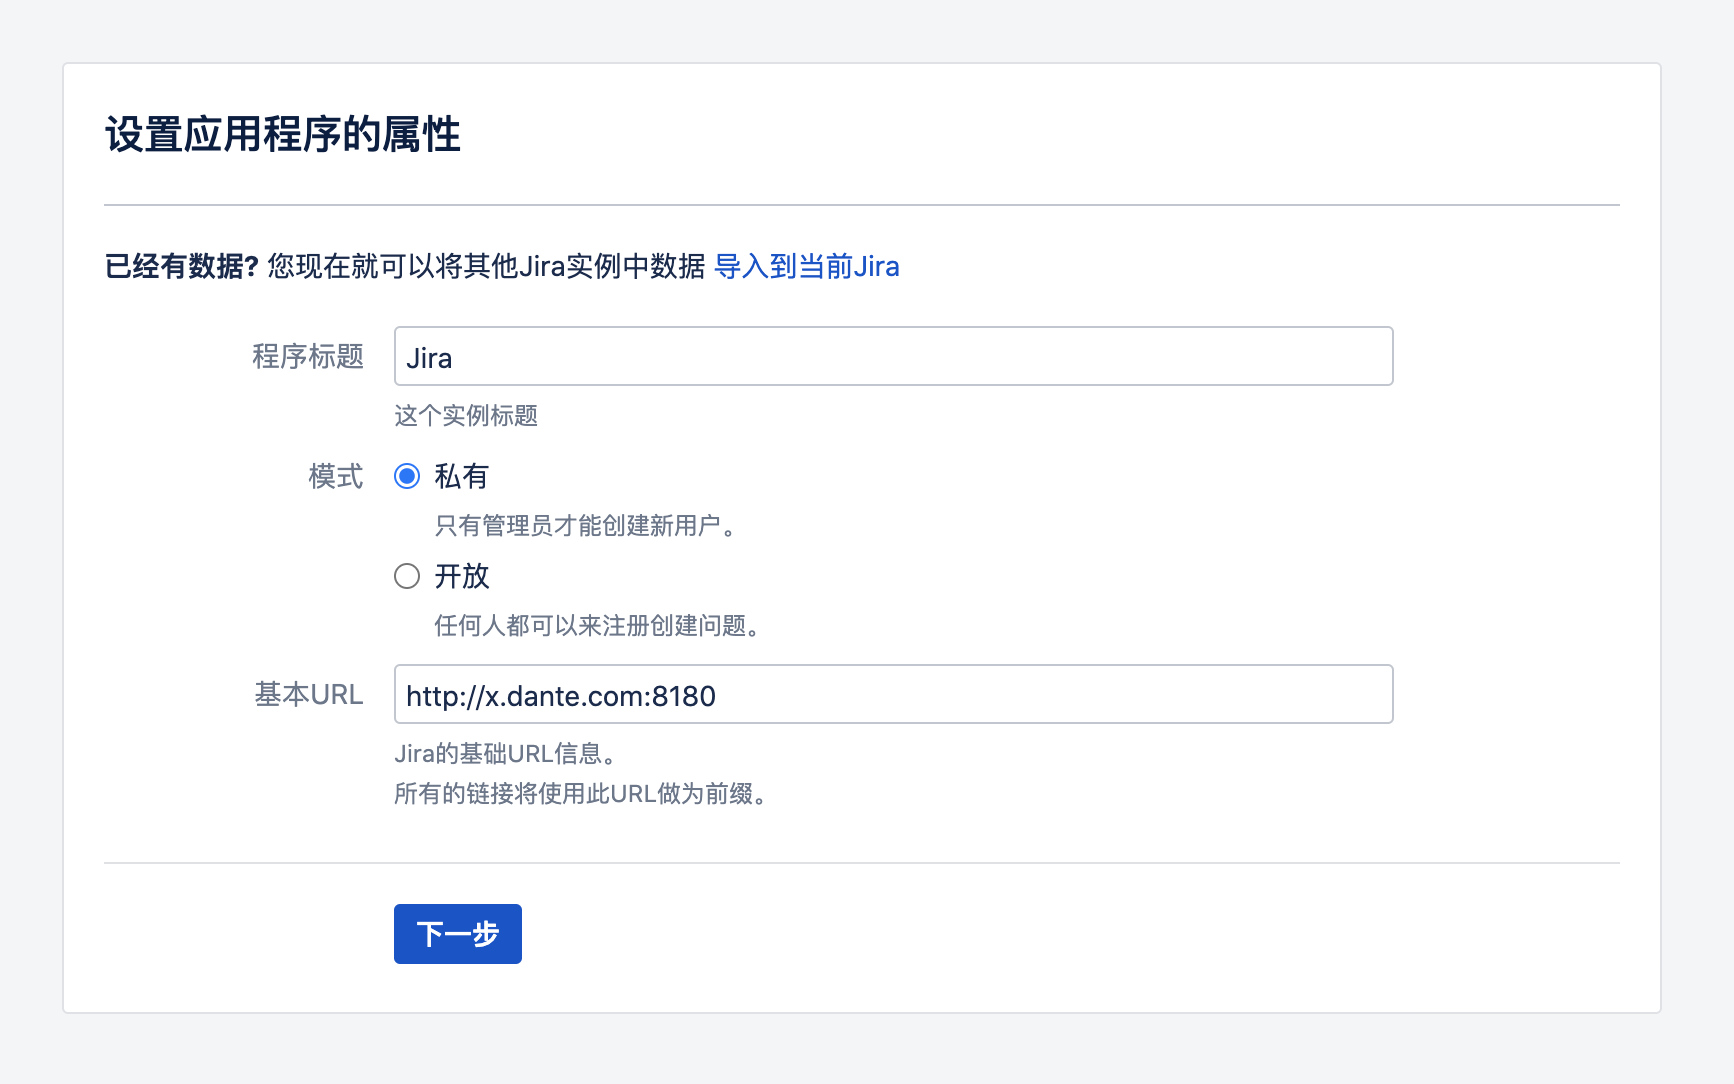 设置应用程序的属性
已经有数据? 您现在就可以将其他Jira实例中数据 导入到当前Jira
程序标题 Jira
这个实例标题
模式 私有
只有管理员才能创建新用户。
开放
任何人都可以来注册创建问题。
基本URL http://x.dante.com:8180
Jira的基础URL信息。
所有的链接将使用此URL做为前缀。
下一步